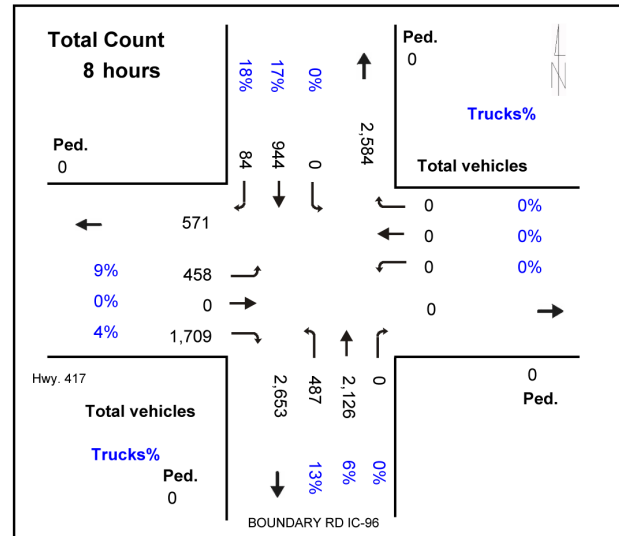 Total Count
8 hours
Ped.
0
N
Trucks%
Total vehicles
Ped.
0
18%
17%
0%
84
944
0
2,584
571
0
0%
0
0%
0
0%
9%
458
0%
0
4%
1,709
0
Hwy. 417
Total vehicles
Trucks%
Ped.
0
2,653
487
2,126
0
13%
6%
0%
0
Ped.
BOUNDARY RD IC-96